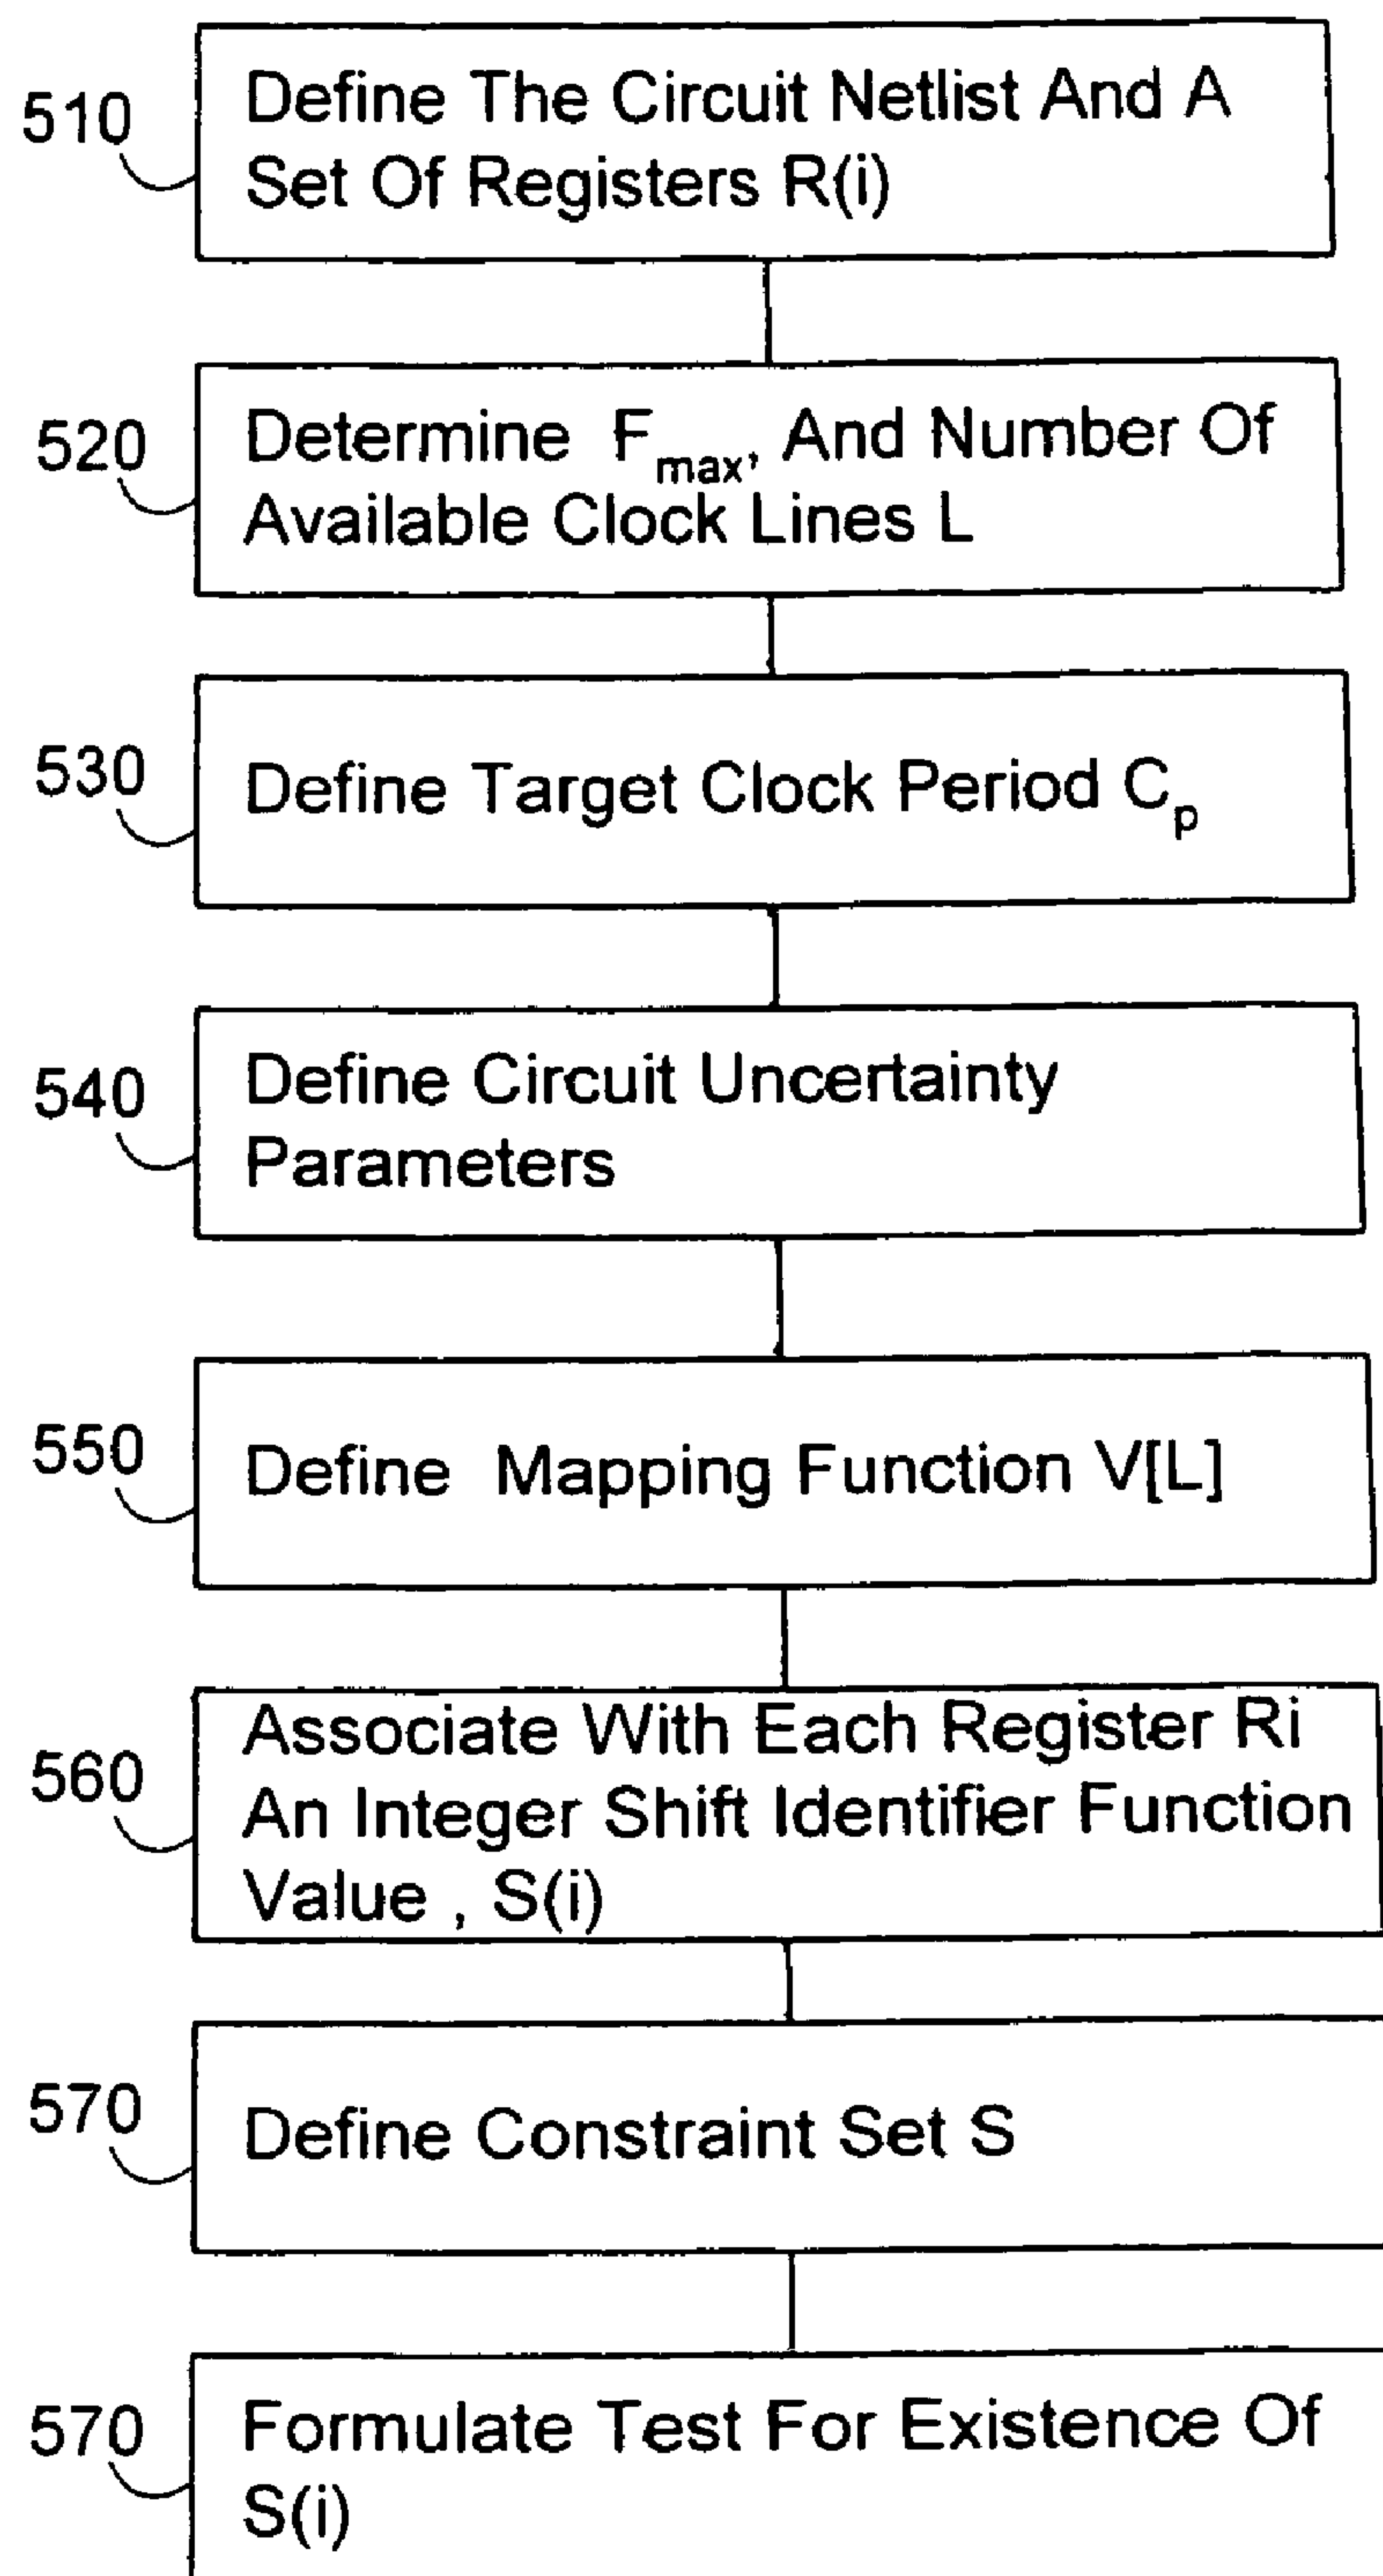 510
Define The Circuit Netlist And A
Set Of Registers R(i)
520
Determine F_max, And Number Of
Available Clock Lines L
530
Define Target Clock Period C_p
540
Define Circuit Uncertainty
Parameters
550
Define Mapping Function V[L]
560
Associate With Each Register Ri
An Integer Shift Identifier Function
Value , S(i)
570
Define Constraint Set S
570
Formulate Test For Existence Of
S(i)